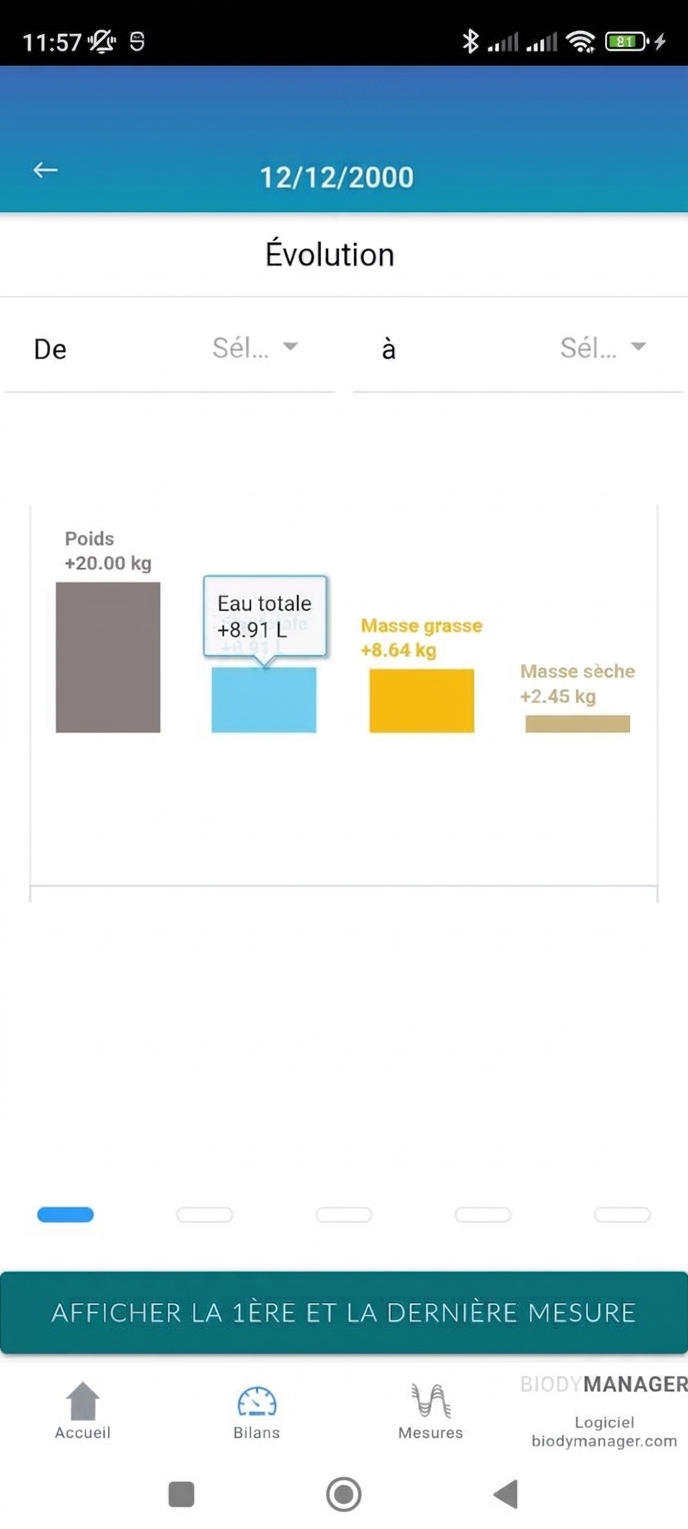 11:57
81
12/12/2000
Évolution
De
Sél...
à
Sél...
Poids
+20.00 kg
Eau totale
+8.91 L
Masse grasse
+8.64 kg
Masse sèche
+2.45 kg
AFFICHER LA 1ÈRE ET LA DERNIÈRE MESURE
Accueil
Bilans
Mesures
BIODYMANAGER
Logiciel
biodymanager.com